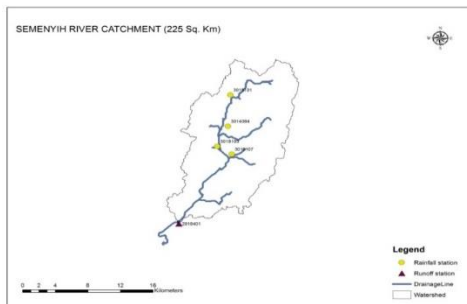 SEMENYIH RIVER CATCHMENT (225 Sq. Km)
Legend
Rainfall station
Runoff station
DrainageLine
Watershed
0 2 4 8 12 16
Kilometers